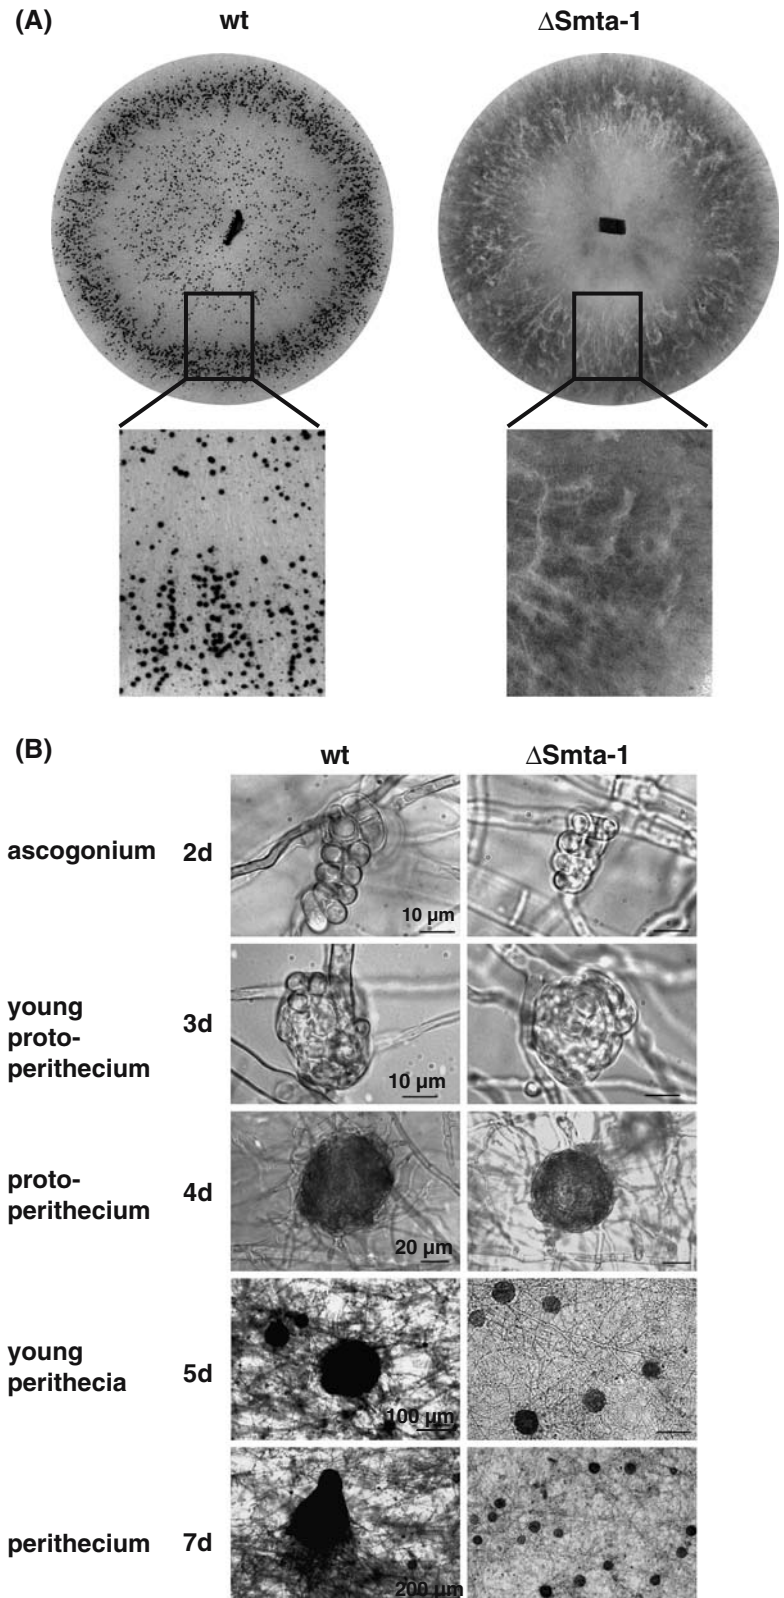 (A)
wt
ΔSmta-1
(B)
wt
ΔSmta-1
ascogonium 2d
10 µm
young
proto-
perithecium
3d
10 µm
proto-
perithecium
4d
20 µm
young
perithecia
5d
100 µm
perithecium 7d
200 µm